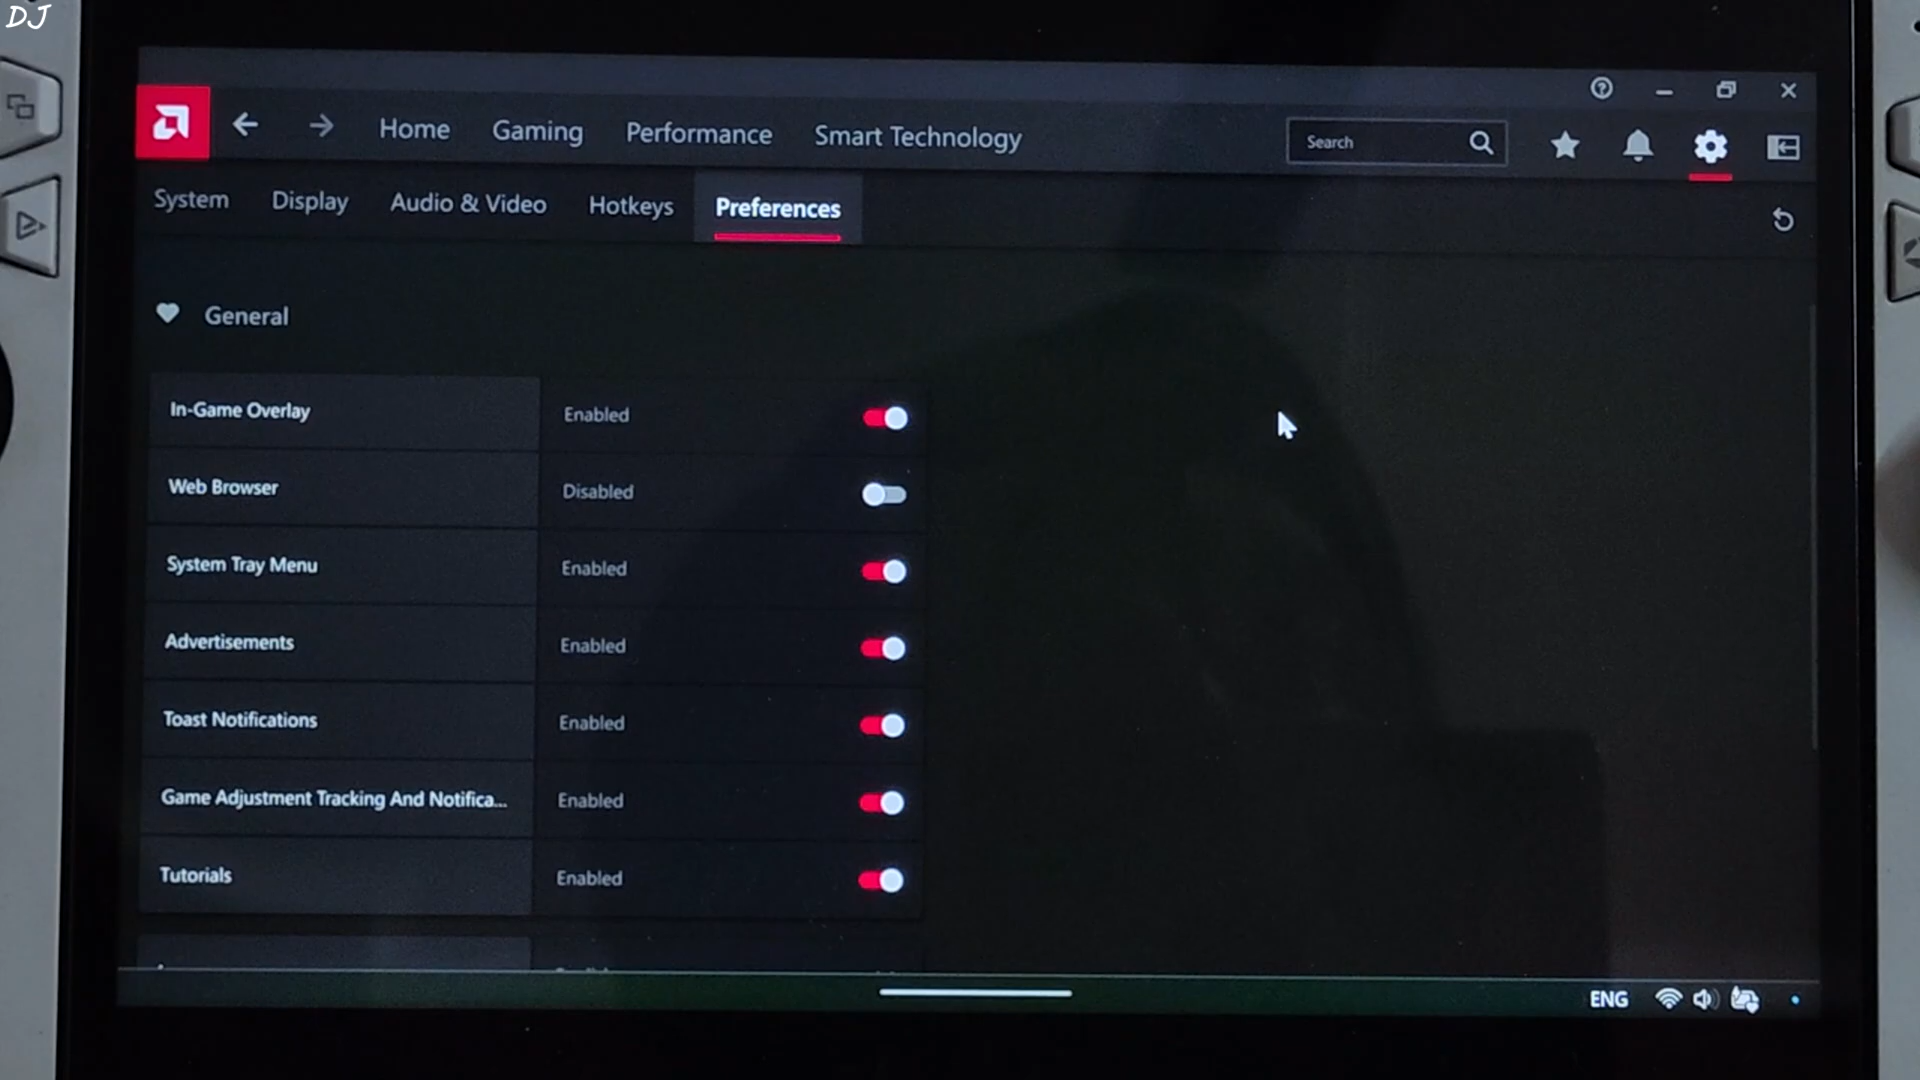 DJ
Home Gaming Performance Smart Technology Search
System Display Audio & Video Hotkeys Preferences
General
In-Game Overlay Enabled
Web Browser Disabled
System Tray Menu Enabled
Advertisements Enabled
Toast Notifications Enabled
Game Adjustment Tracking And Notifica... Enabled
Tutorials Enabled
ENG